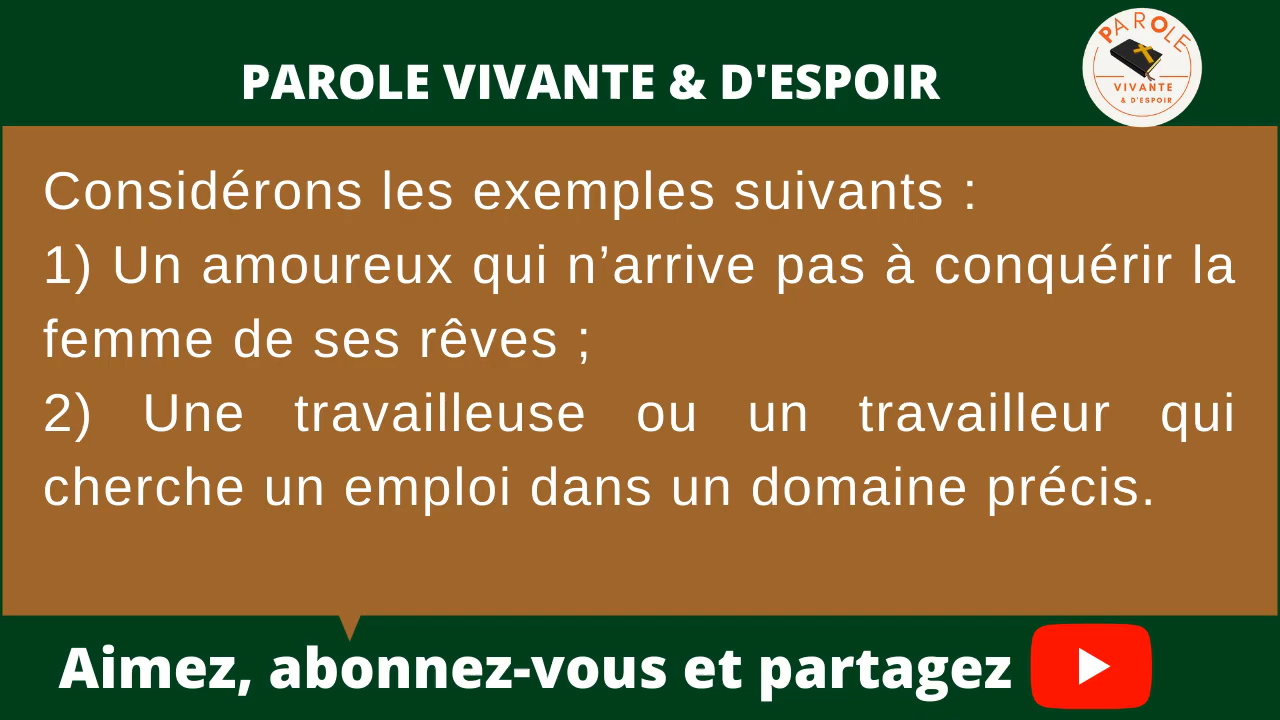 PAROLE VIVANTE & D'ESPOIR
PAROLE
VIVANTE
& D'ESPOIR
Considérons les exemples suivants :
1) Un amoureux qui n’arrive pas à conquérir la
femme de ses rêves ;
2) Une travailleuse ou un travailleur qui
cherche un emploi dans un domaine précis.
Aimez, abonnez-vous et partagez